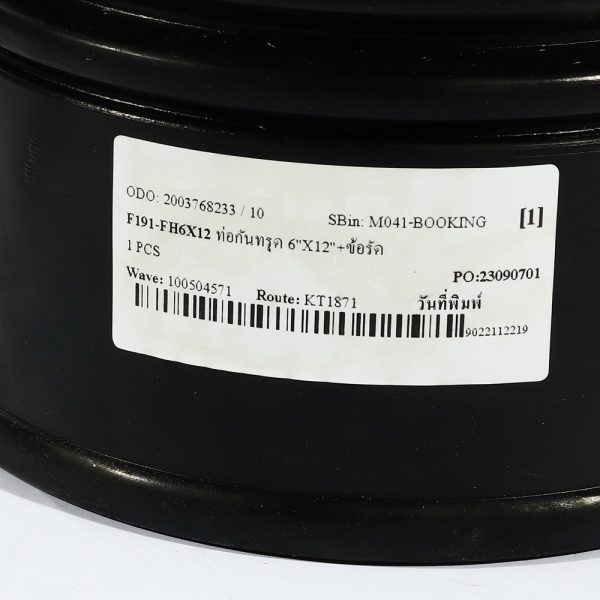 ODO: 2003768233 / 10 SBin: M041-BOOKING [1]
F191-FH6X12 ท่อกันทรุด 6"X12"+ข้อรัด
1 PCS
PO:23090701
Wave: 100504571 Route: KT1871 วันที่พิมพ์
9022112219